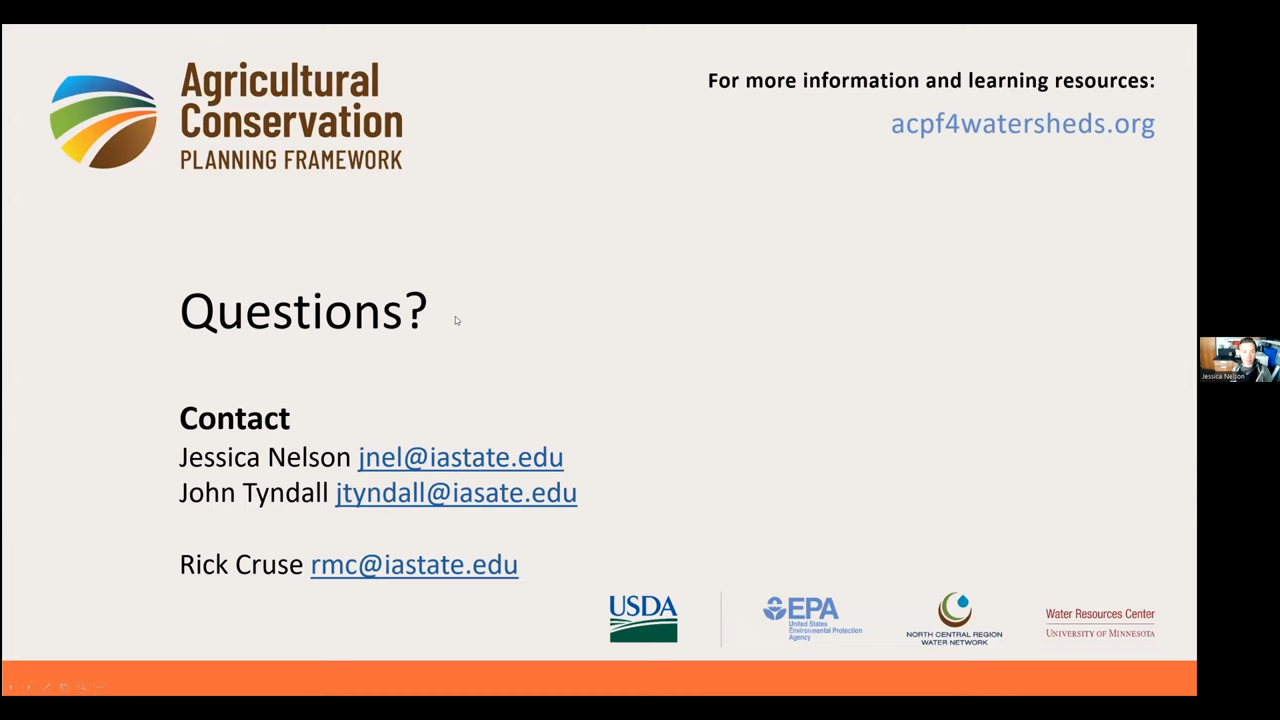 Agricultural
Conservation
PLANNING FRAMEWORK
For more information and learning resources:
acpf4watersheds.org
Questions?
Contact
Jessica Nelson jnel@iastate.edu
John Tyndall jtyndall@iasate.edu
Rick Cruse rmc@iastate.edu
USDA
EPA
United States
Environmental Protection
Agency
NORTH CENTRAL REGION
WATER NETWORK
Water Resources Center
UNIVERSITY OF MINNESOTA
Jessica Nelson